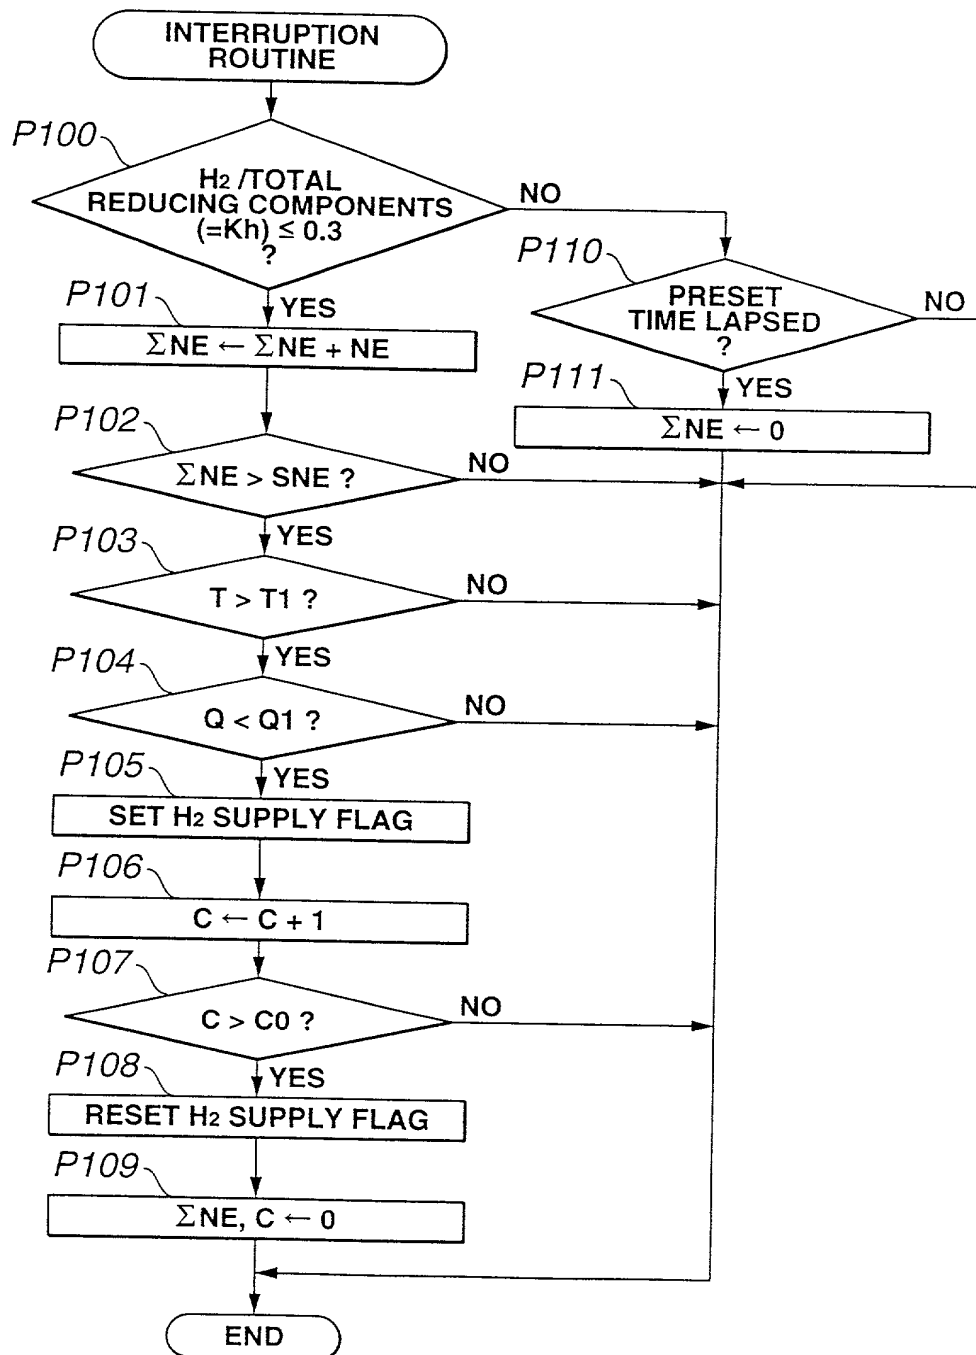 INTERRUPTION
ROUTINE
P100
H2 /TOTAL
REDUCING COMPONENTS
(=Kh) ≤ 0.3
?
NO
YES
P110
PRESET
TIME LAPSED
?
NO
YES
P101
ΣNE ← ΣNE + NE
P111
ΣNE ← 0
P102
ΣNE > SNE ?
NO
YES
P103
T > T1 ?
NO
YES
P104
Q < Q1 ?
NO
YES
P105
SET H2 SUPPLY FLAG
P106
C ← C + 1
P107
C > C0 ?
NO
YES
P108
RESET H2 SUPPLY FLAG
P109
ΣNE, C ← 0
END